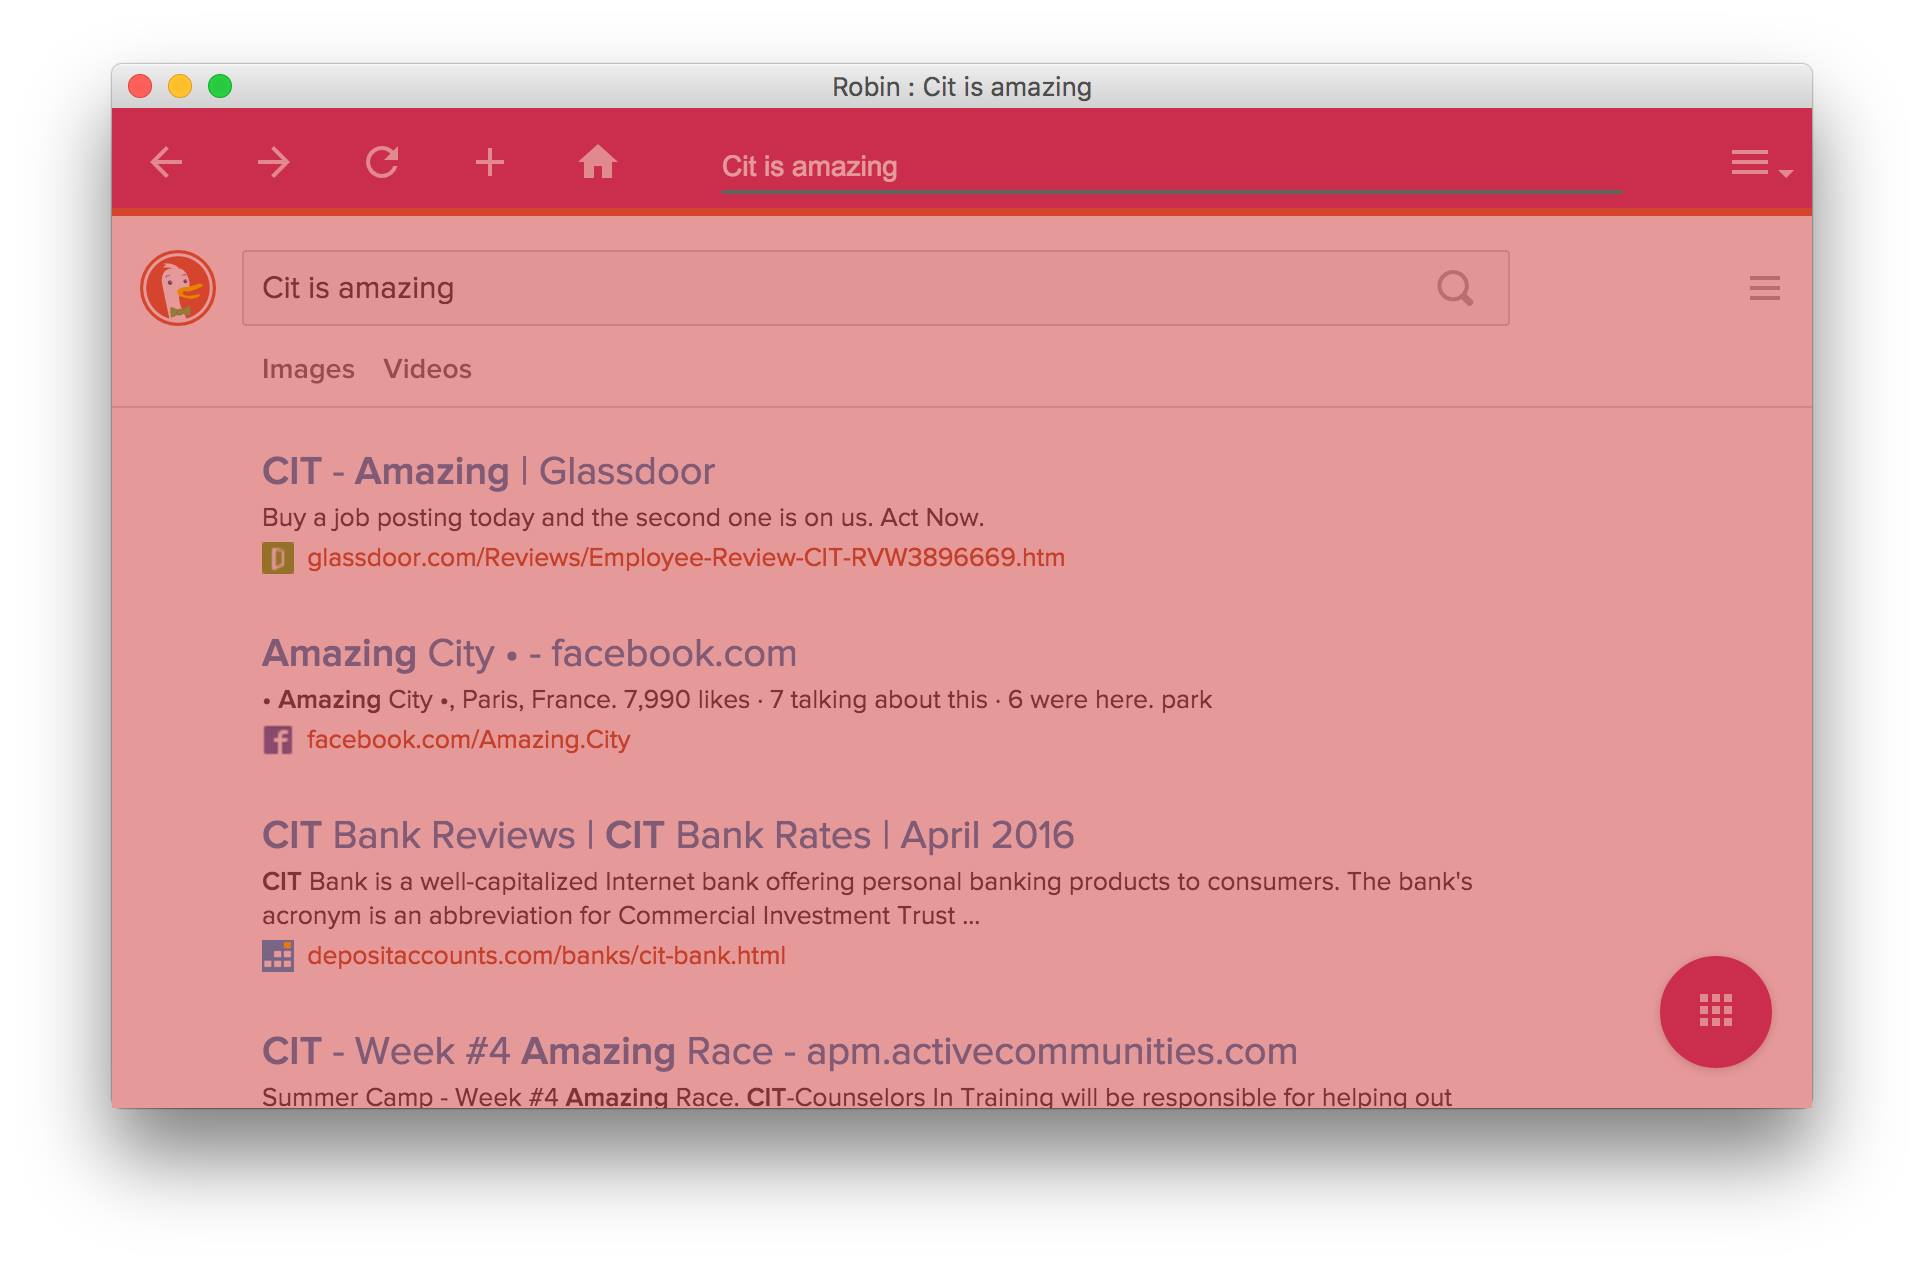 Robin : Cit is amazing
Cit is amazing
Cit is amazing
Images Videos
CIT - Amazing | Glassdoor
Buy a job posting today and the second one is on us. Act Now.
glassdoor.com/Reviews/Employee-Review-CIT-RVW3896669.htm
Amazing City • - facebook.com
• Amazing City •, Paris, France. 7,990 likes · 7 talking about this · 6 were here. park
facebook.com/Amazing.City
CIT Bank Reviews | CIT Bank Rates | April 2016
CIT Bank is a well-capitalized Internet bank offering personal banking products to consumers. The bank's
acronym is an abbreviation for Commercial Investment Trust ...
depositaccounts.com/banks/cit-bank.html
CIT - Week #4 Amazing Race - apm.activecommunities.com
Summer Camp - Week #4 Amazing Race. CIT-Counselors In Training will be responsible for helping out